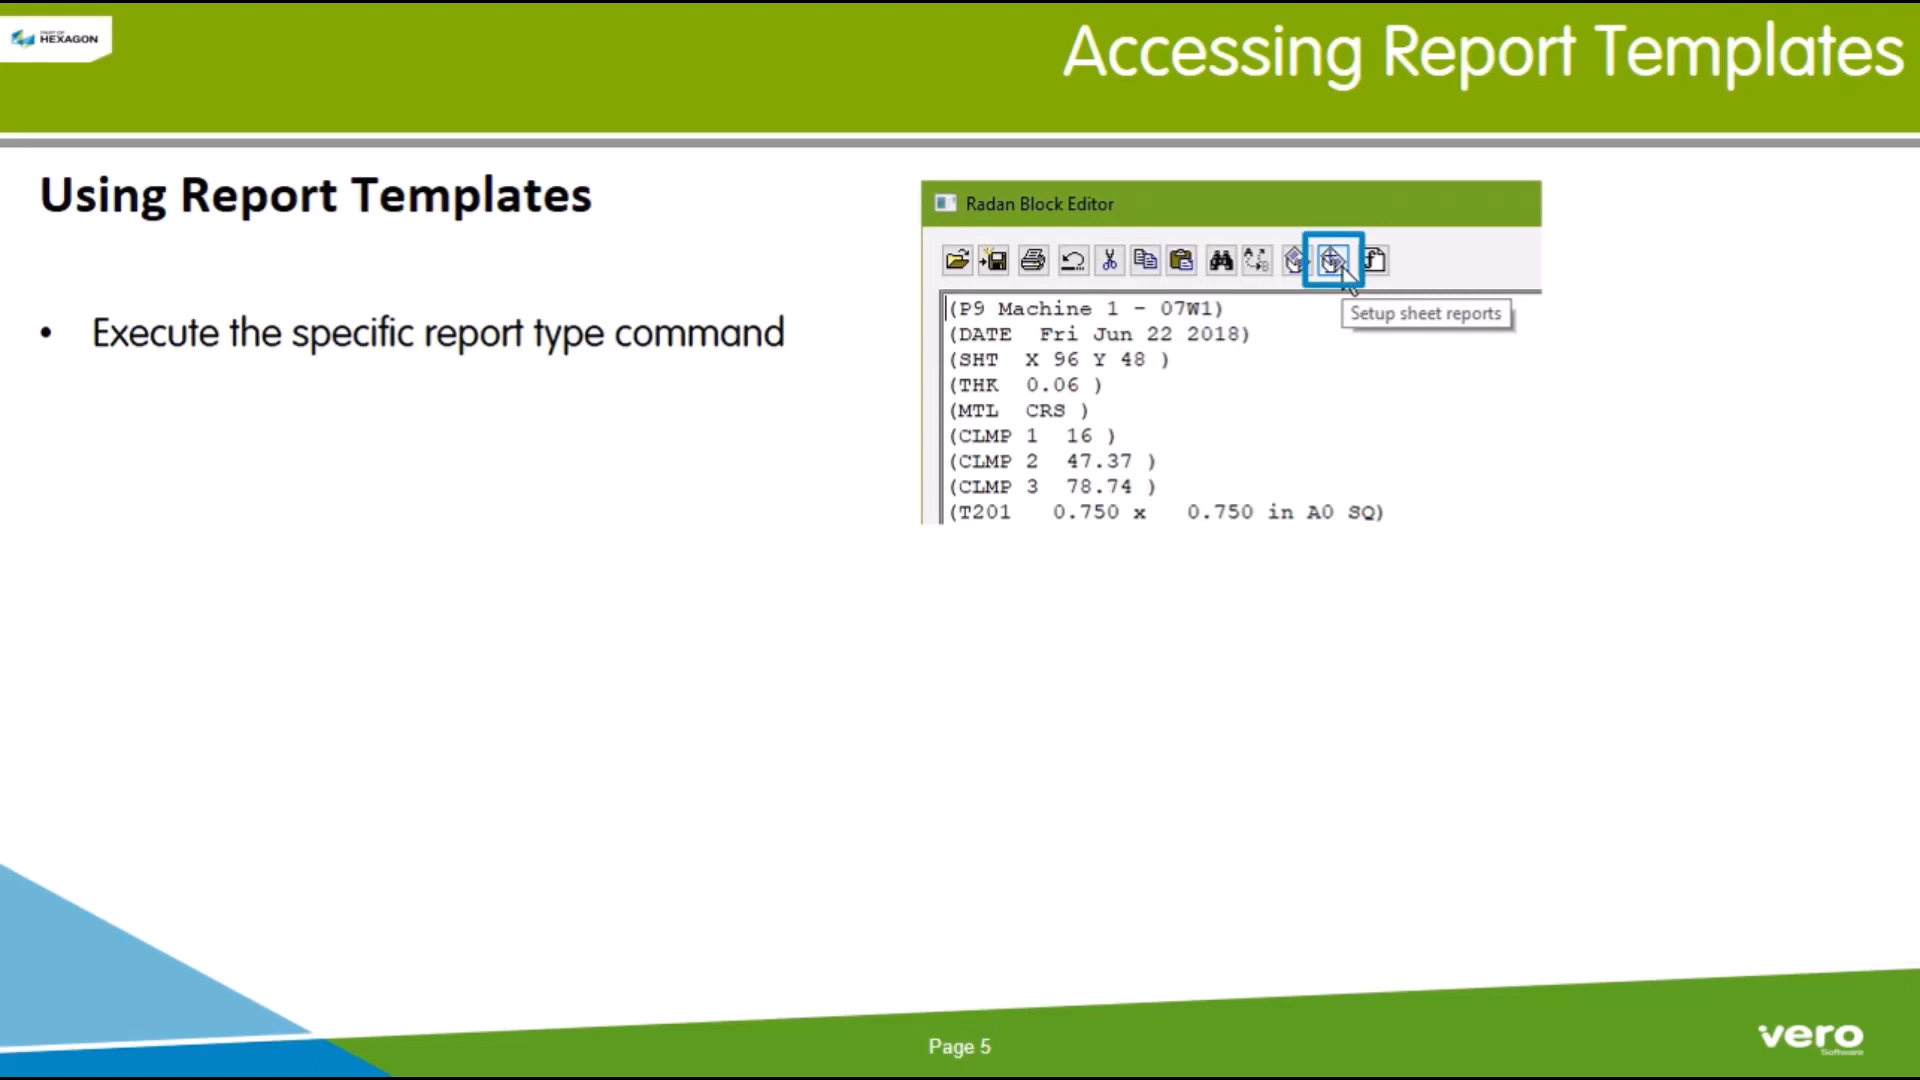 HEXAGON
Accessing Report Templates
Using Report Templates
• Execute the specific report type command
Radan Block Editor
Setup sheet reports
(P9 Machine 1 - 07W1)
(DATE  Fri Jun 22 2018)
(SHT  X 96 Y 48 )
(THK  0.06 )
(MTL  CRS )
(CLMP 1  16 )
(CLMP 2  47.37 )
(CLMP 3  78.74 )
(T201   0.750 x   0.750 in A0 SQ)
Page 5
vero
Software